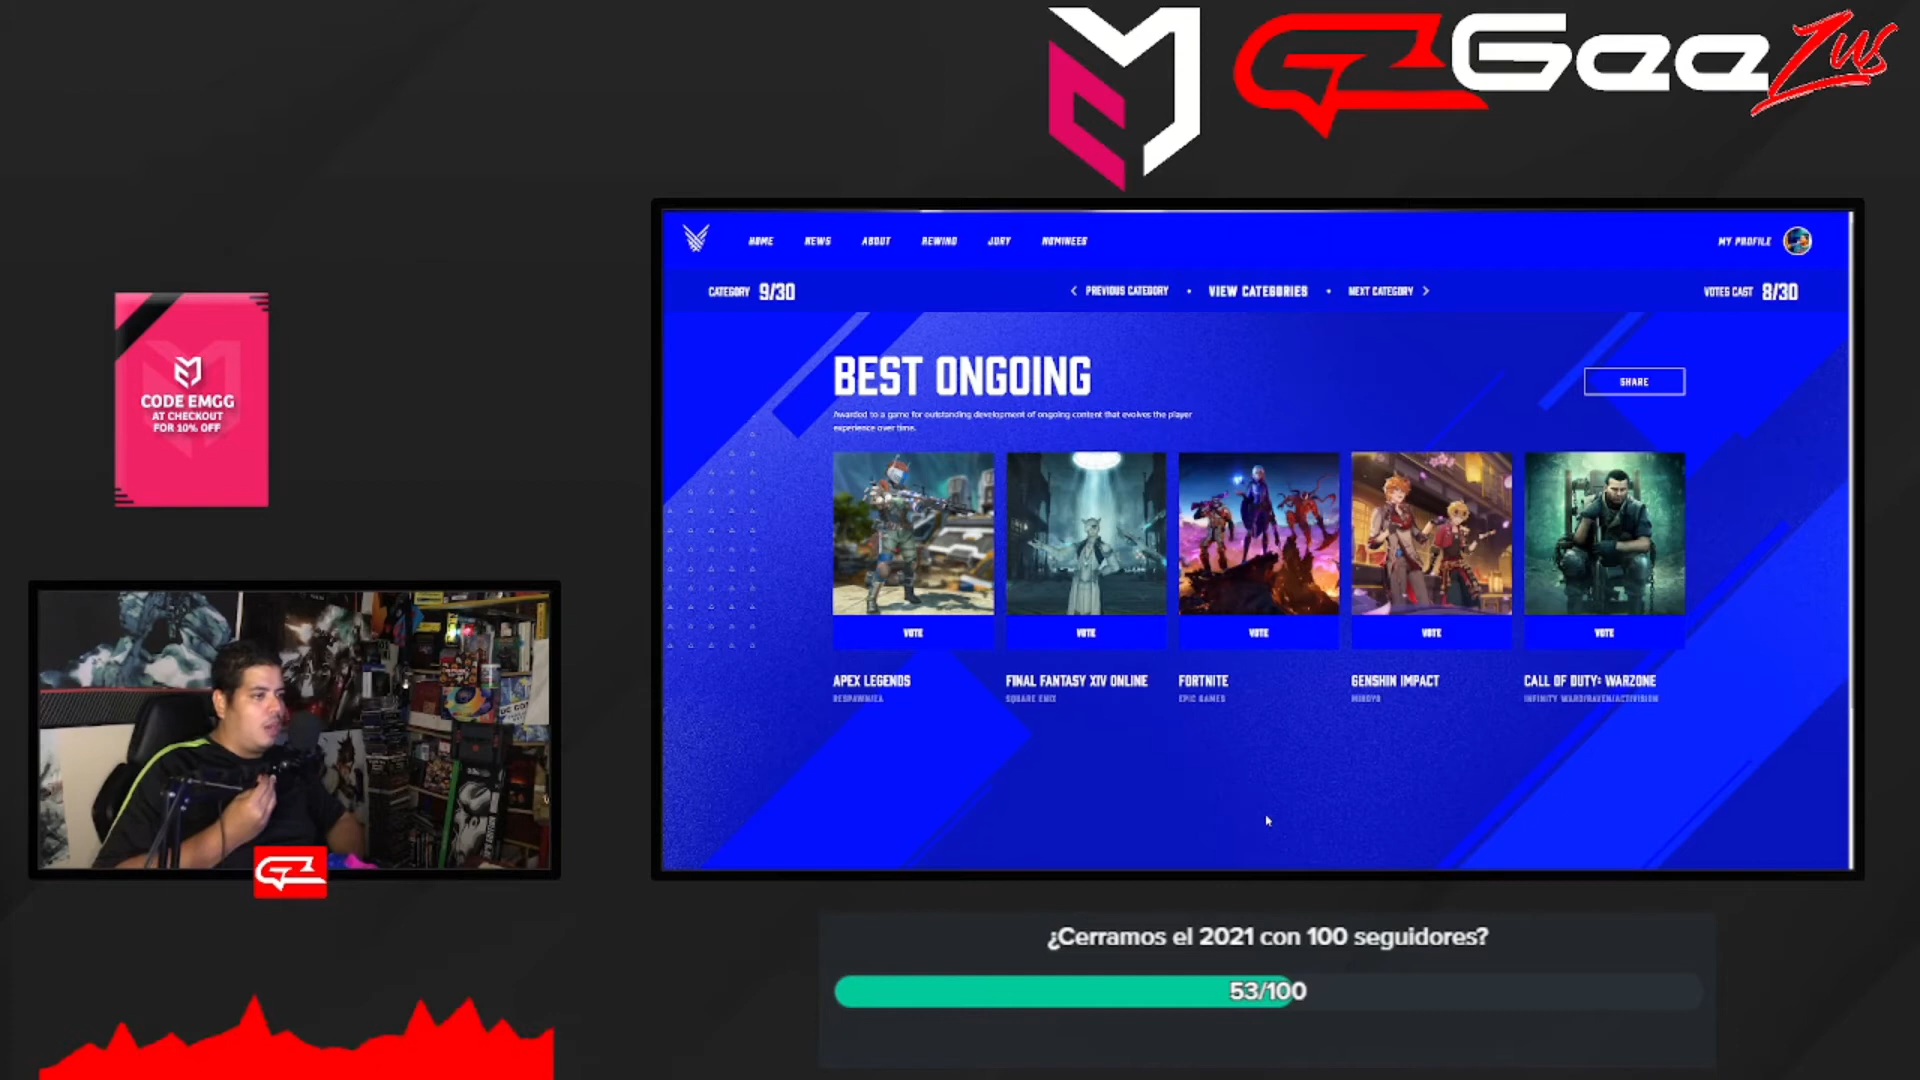 GeeZus
HOME NEWS ABOUT REWIND JURY NOMINEES MY PROFILE
CATEGORY 9/30 PREVIOUS CATEGORY • VIEW CATEGORIES • NEXT CATEGORY VOTES CAST 8/30
BEST ONGOING
SHARE
Awarded to a game for outstanding development of ongoing content that evolves the player
experience over time.
VOTE VOTE VOTE VOTE VOTE
APEX LEGENDS FINAL FANTASY XIV ONLINE FORTNITE GENSHIN IMPACT CALL OF DUTY: WARZONE
RESPAWN/EA SQUARE ENIX EPIC GAMES MIHOYO INFINITY WARD/RAVEN/ACTIVISION
CODE EMGG
AT CHECKOUT
FOR 10% OFF
¿Cerramos el 2021 con 100 seguidores?
53/100